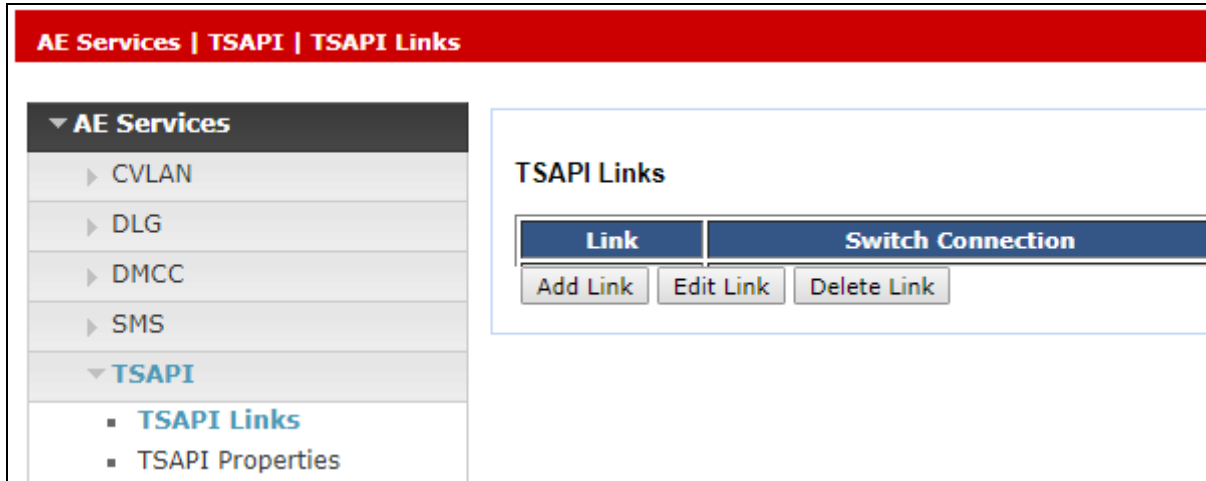 AE Services | TSAPI | TSAPI Links
AE Services
CVLAN
DLG
DMCC
SMS
TSAPI
TSAPI Links
TSAPI Properties
TSAPI Links
Link Switch Connection
Add Link Edit Link Delete Link